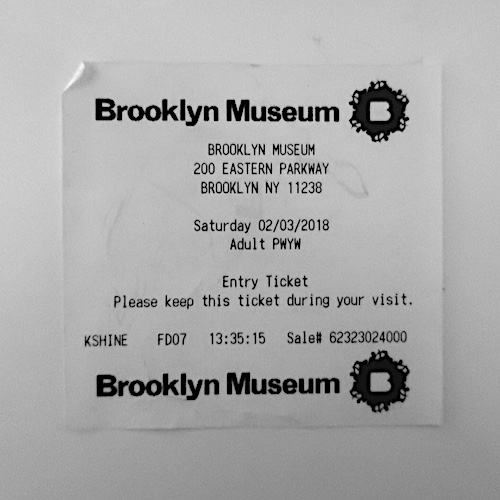 Brooklyn Museum B
BROOKLYN MUSEUM
200 EASTERN PARKWAY
BROOKLYN NY 11238
Saturday 02/03/2018
Adult PWYW
Entry Ticket
Please keep this ticket during your visit.
KSHINE FD07 13:35:15 Sale# 62323024000
Brooklyn Museum B